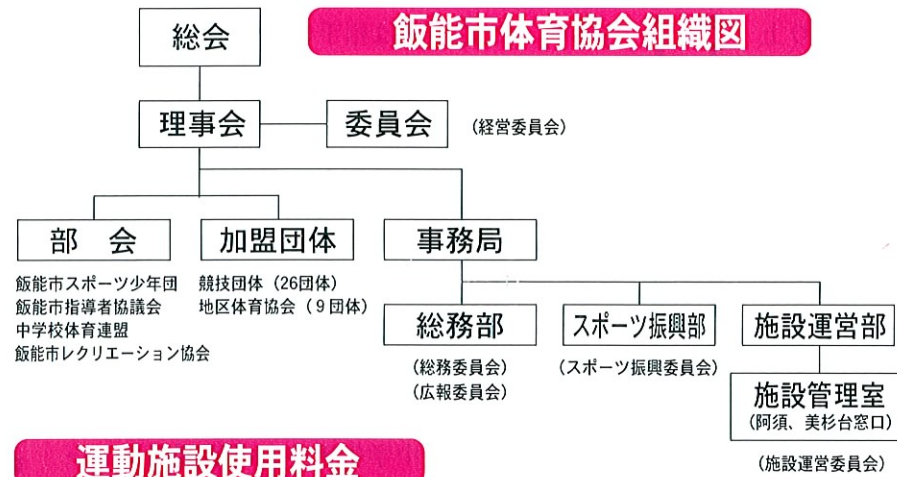 飯能市体育協会組織図
総会
理事会
委員会
(経営委員会)
部 会
飯能市スポーツ少年団
飯能市指導者協議会
中学校体育連盟
飯能市レクリエーション協会
加盟団体
競技団体(26団体)
地区体育協会(9団体)
事務局
総務部
(総務委員会)
(広報委員会)
スポーツ振興部
(スポーツ振興委員会)
施設運営部
施設管理室
(阿須、美杉台窓口)
(施設運営委員会)
運動施設使用料金